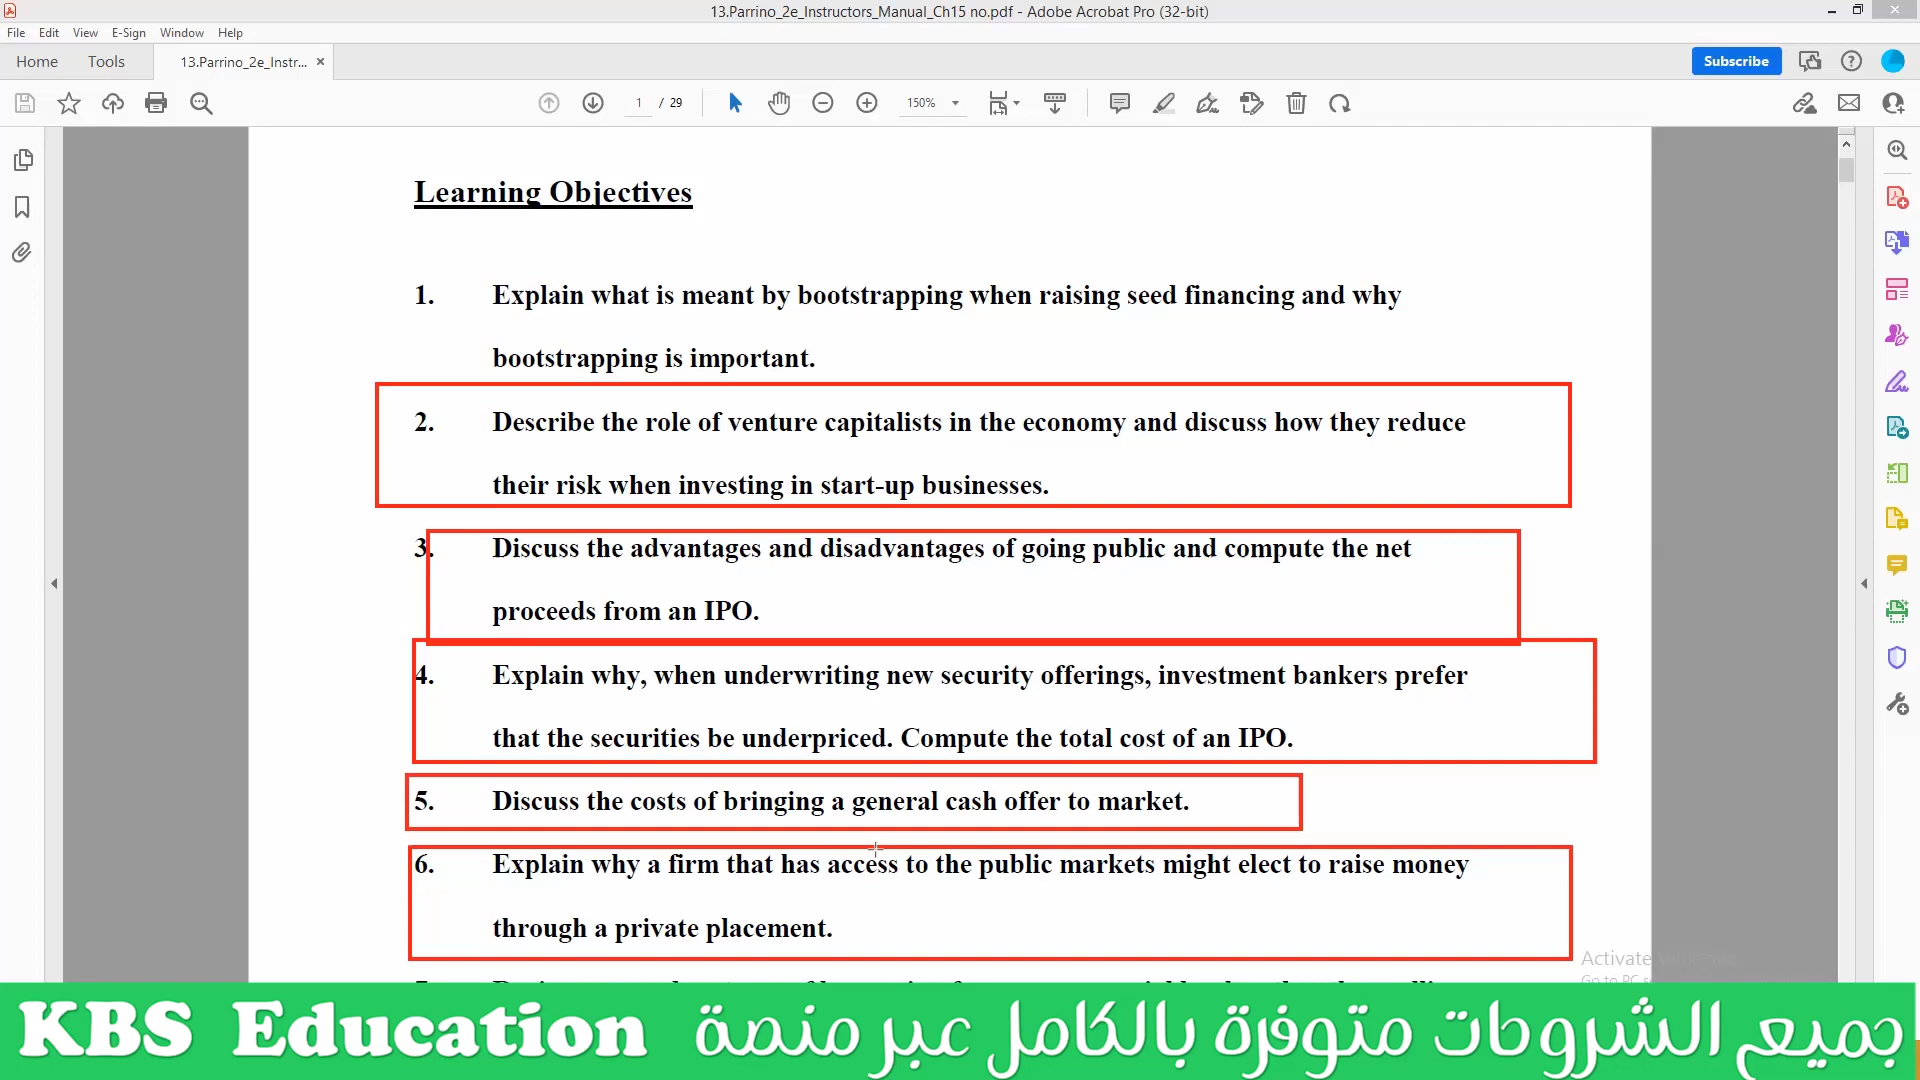 13.Parrino_2e_Instructors_Manual_Ch15 no.pdf - Adobe Acrobat Pro (32-bit)
File Edit View E-Sign Window Help
Home Tools 13.Parrino_2e_Instr... Subscribe
1 / 29 150%
Learning Objectives
1. Explain what is meant by bootstrapping when raising seed financing and why
bootstrapping is important.
2. Describe the role of venture capitalists in the economy and discuss how they reduce
their risk when investing in start-up businesses.
3. Discuss the advantages and disadvantages of going public and compute the net
proceeds from an IPO.
4. Explain why, when underwriting new security offerings, investment bankers prefer
that the securities be underpriced. Compute the total cost of an IPO.
5. Discuss the costs of bringing a general cash offer to market.
6. Explain why a firm that has access to the public markets might elect to raise money
through a private placement.
Activate
Go to PC
KBS Education جميع الشروحات متوفرة بالكامل عبر منصة